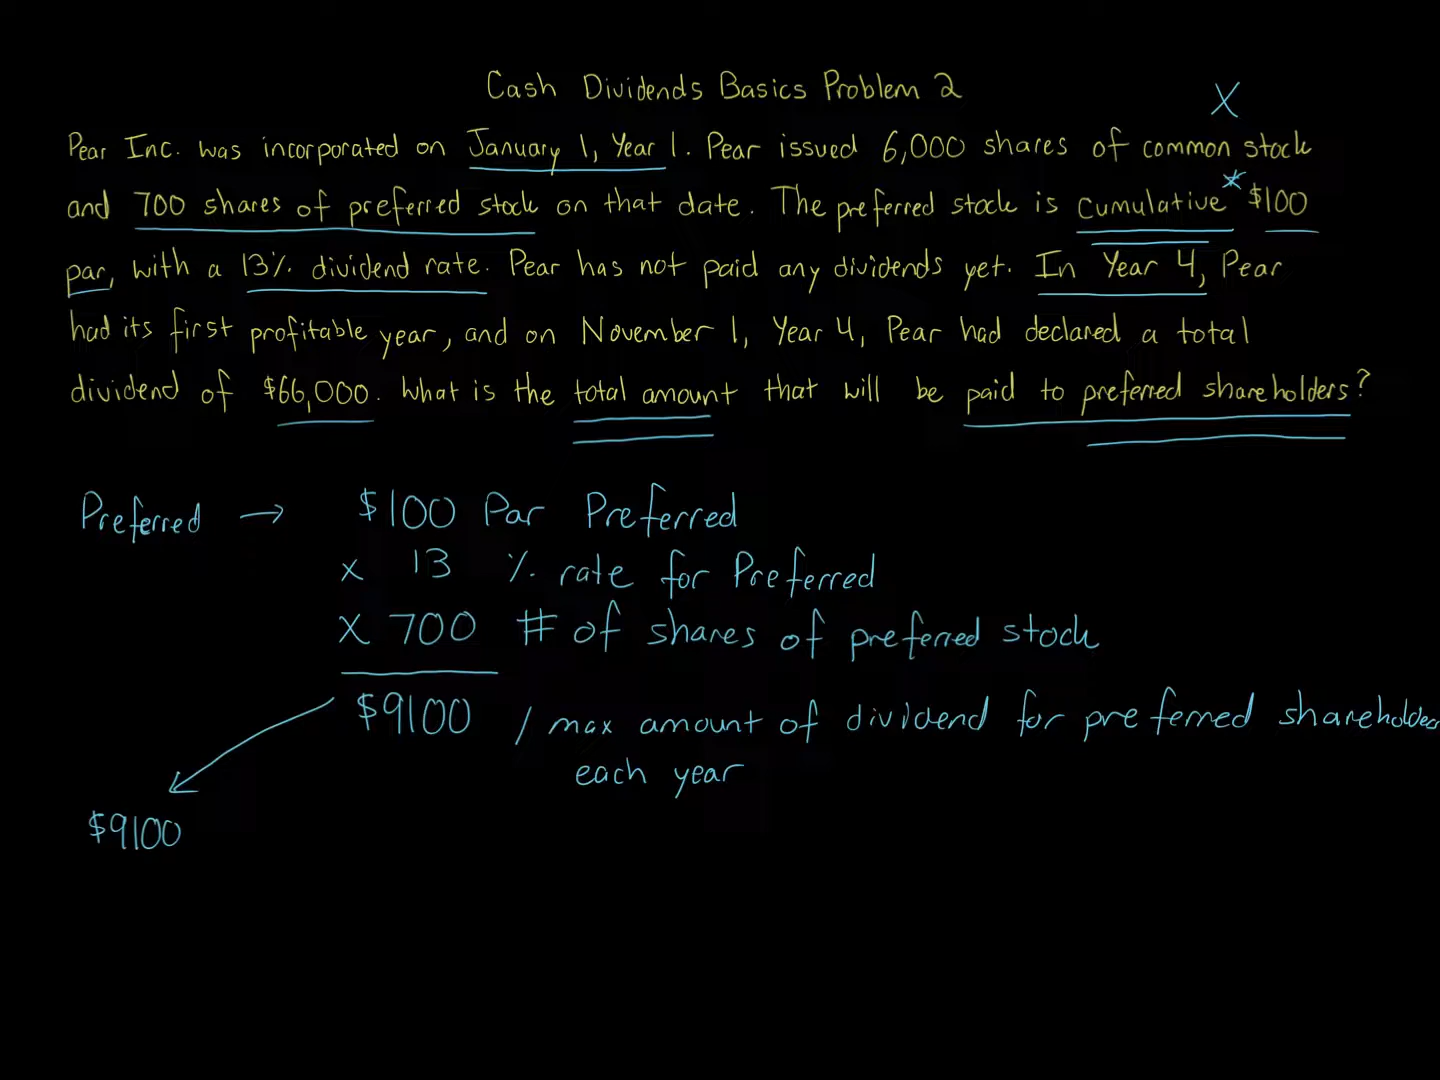 Cash Dividends Basics Problem 2
X
Pear Inc. was incorporated on January 1, Year 1. Pear issued 6,000 shares of common stock
and 700 shares of preferred stock on that date. The preferred stock is cumulative* $100
par, with a 13% dividend rate. Pear has not paid any dividends yet. In Year 4, Pear
had its first profitable year, and on November 1, Year 4, Pear had declared a total
dividend of $66,000. What is the total amount that will be paid to preferred shareholders?
Preferred → $100 Par Preferred
x 13 % rate for Preferred
x 700 # of shares of preferred stock
$9100 / max amount of dividend for preferred shareholders
each year
$9100